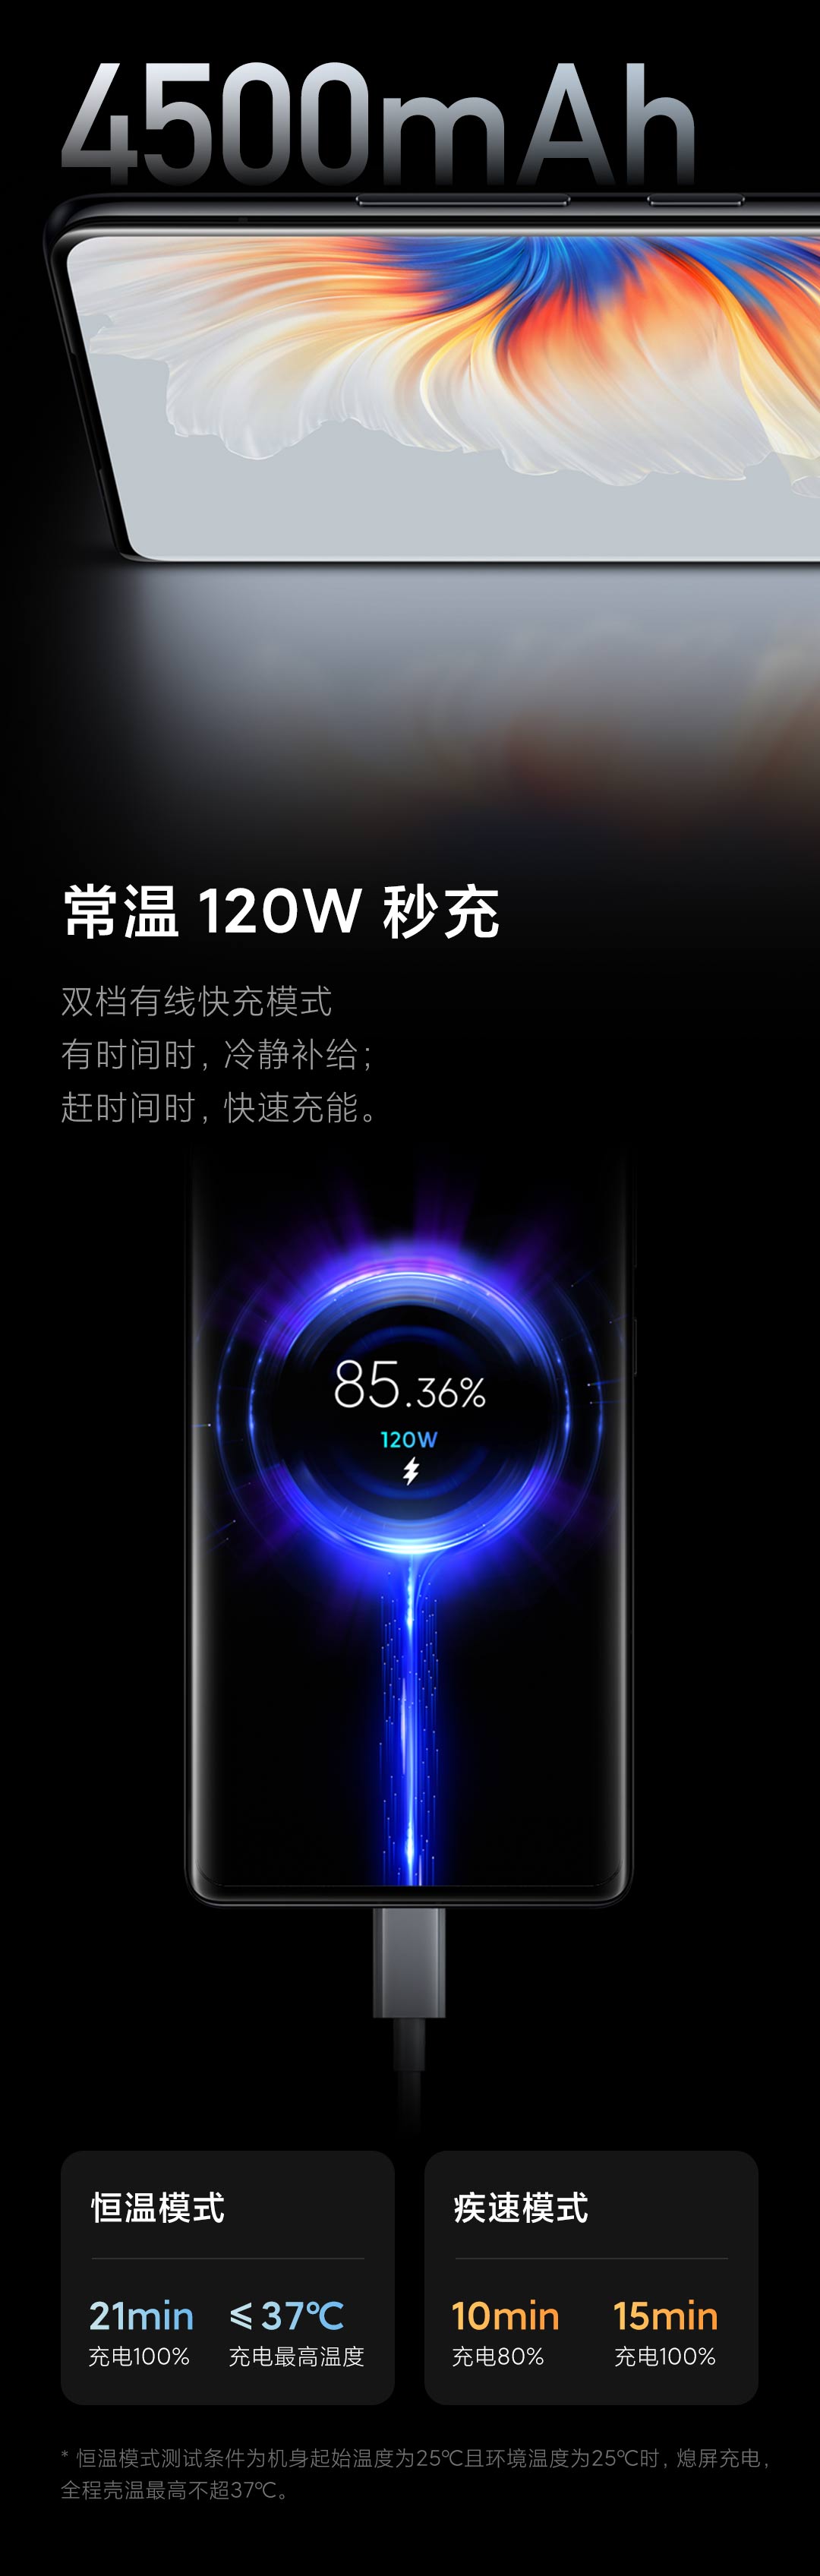 4500mAh
常温 120W 秒充
双档有线快充模式
有时间时，冷静补给；
赶时间时，快速充能。
85.36%
120W
恒温模式
21min ⩽37℃
充电100% 充电最高温度
疾速模式
10min 15min
充电80% 充电100%
* 恒温模式测试条件为机身起始温度为25℃且环境温度为25℃时，熄屏充电，
全程壳温最高不超37℃。